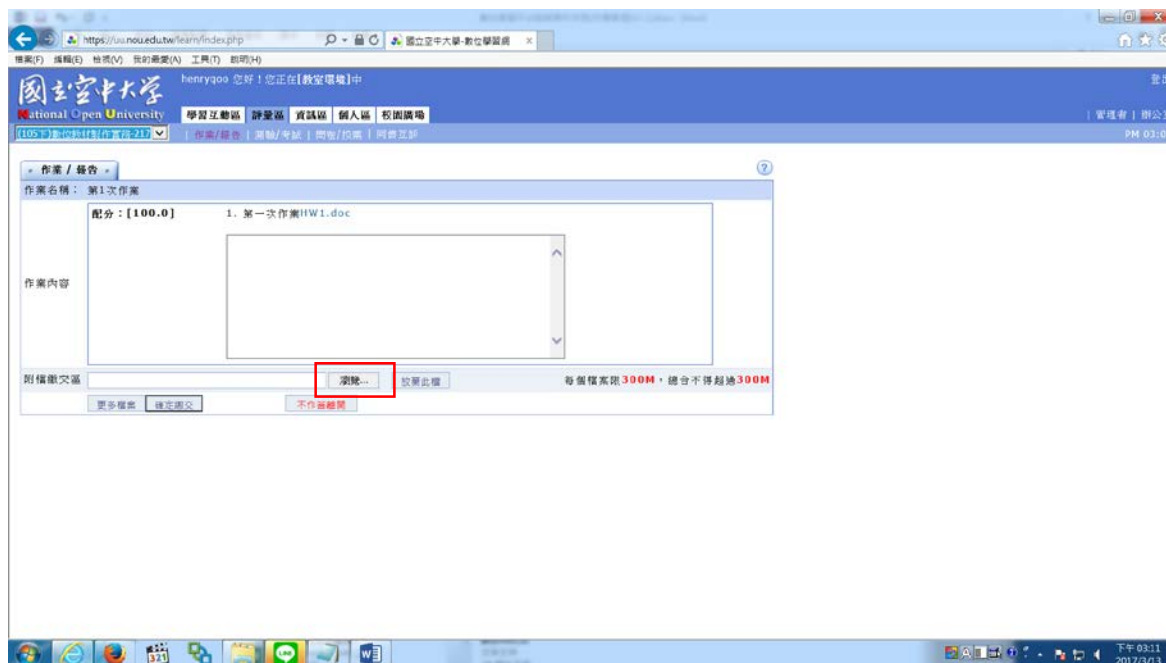 https://uu.nou.edu.tw/learn/index.php
國立空中大學-數位學習網 ×
檔案(F) 編輯(E) 檢視(V) 我的最愛(A) 工具(T) 說明(H)
國立空中大學
National Open University
henryqoo 您好！您正在[教室環境]中
學習互動區 評量區 資訊區 個人區 校園廣場
| 管理者 | 辦公
(105下)數位教材製作實務-217
| 作業/報告 | 測驗/考試 | 問卷/投票 | 同儕互評
PM 03:0
作業 / 報告
作業名稱： 第1次作業
配分：[100.0]
1. 第一次作業HW1.doc
作業內容
附檔繳交區
瀏覽...
放棄此檔
每個檔案限300M，總合不得超過300M
更多檔案 確定繳交 不作答離開
下午 03:11
2017/3/13